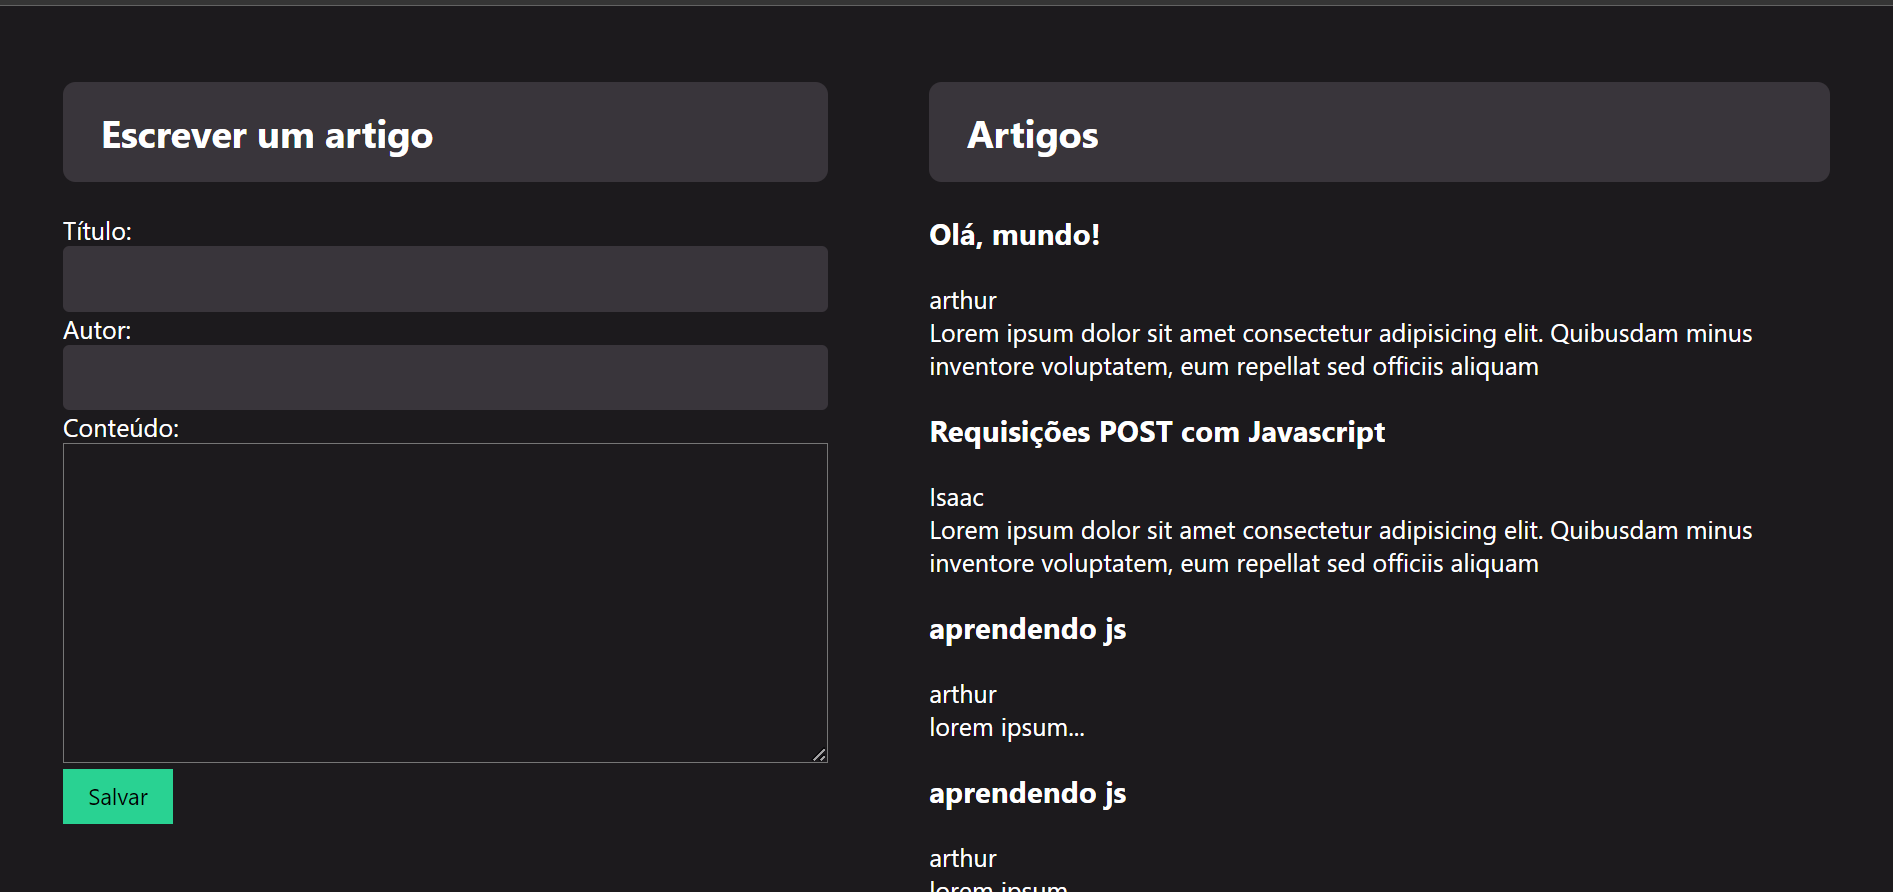 Escrever um artigo
Título:
Autor:
Conteúdo:
Salvar
Artigos
Olá, mundo!
arthur
Lorem ipsum dolor sit amet consectetur adipisicing elit. Quibusdam minus
inventore voluptatem, eum repellat sed officiis aliquam
Requisições POST com Javascript
Isaac
Lorem ipsum dolor sit amet consectetur adipisicing elit. Quibusdam minus
inventore voluptatem, eum repellat sed officiis aliquam
aprendendo js
arthur
lorem ipsum...
aprendendo js
arthur
lorem ipsum